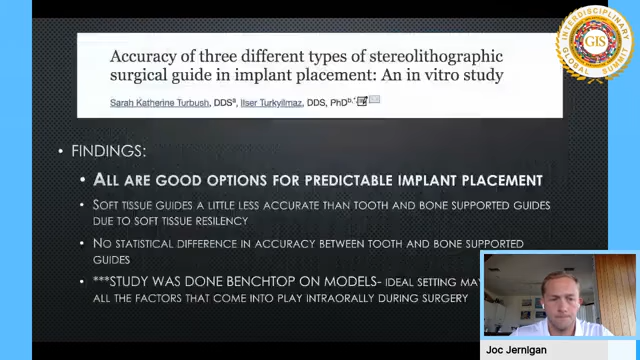 INTERDISCIPLINARY
GIS
GLOBAL SUMMIT
Accuracy of three different types of stereolithographic
surgical guide in implant placement: An in vitro study
Sarah Katherine Turbush, DDSª, Ilser Turkyilmaz, DDS, PhDᵇ,*
• FINDINGS:
• ALL ARE GOOD OPTIONS FOR PREDICTABLE IMPLANT PLACEMENT
• SOFT TISSUE GUIDES A LITTLE LESS ACCURATE THAN TOOTH AND BONE SUPPORTED GUIDES
DUE TO SOFT TISSUE RESILENCY
• NO STATISTICAL DIFFERENCE IN ACCURACY BETWEEN TOOTH AND BONE SUPPORTED
GUIDES
• ***STUDY WAS DONE BENCHTOP ON MODELS- IDEAL SETTING
ALL THE FACTORS THAT COME INTO PLAY INTRAORALLY DURING SURGERY
Joc Jernigan